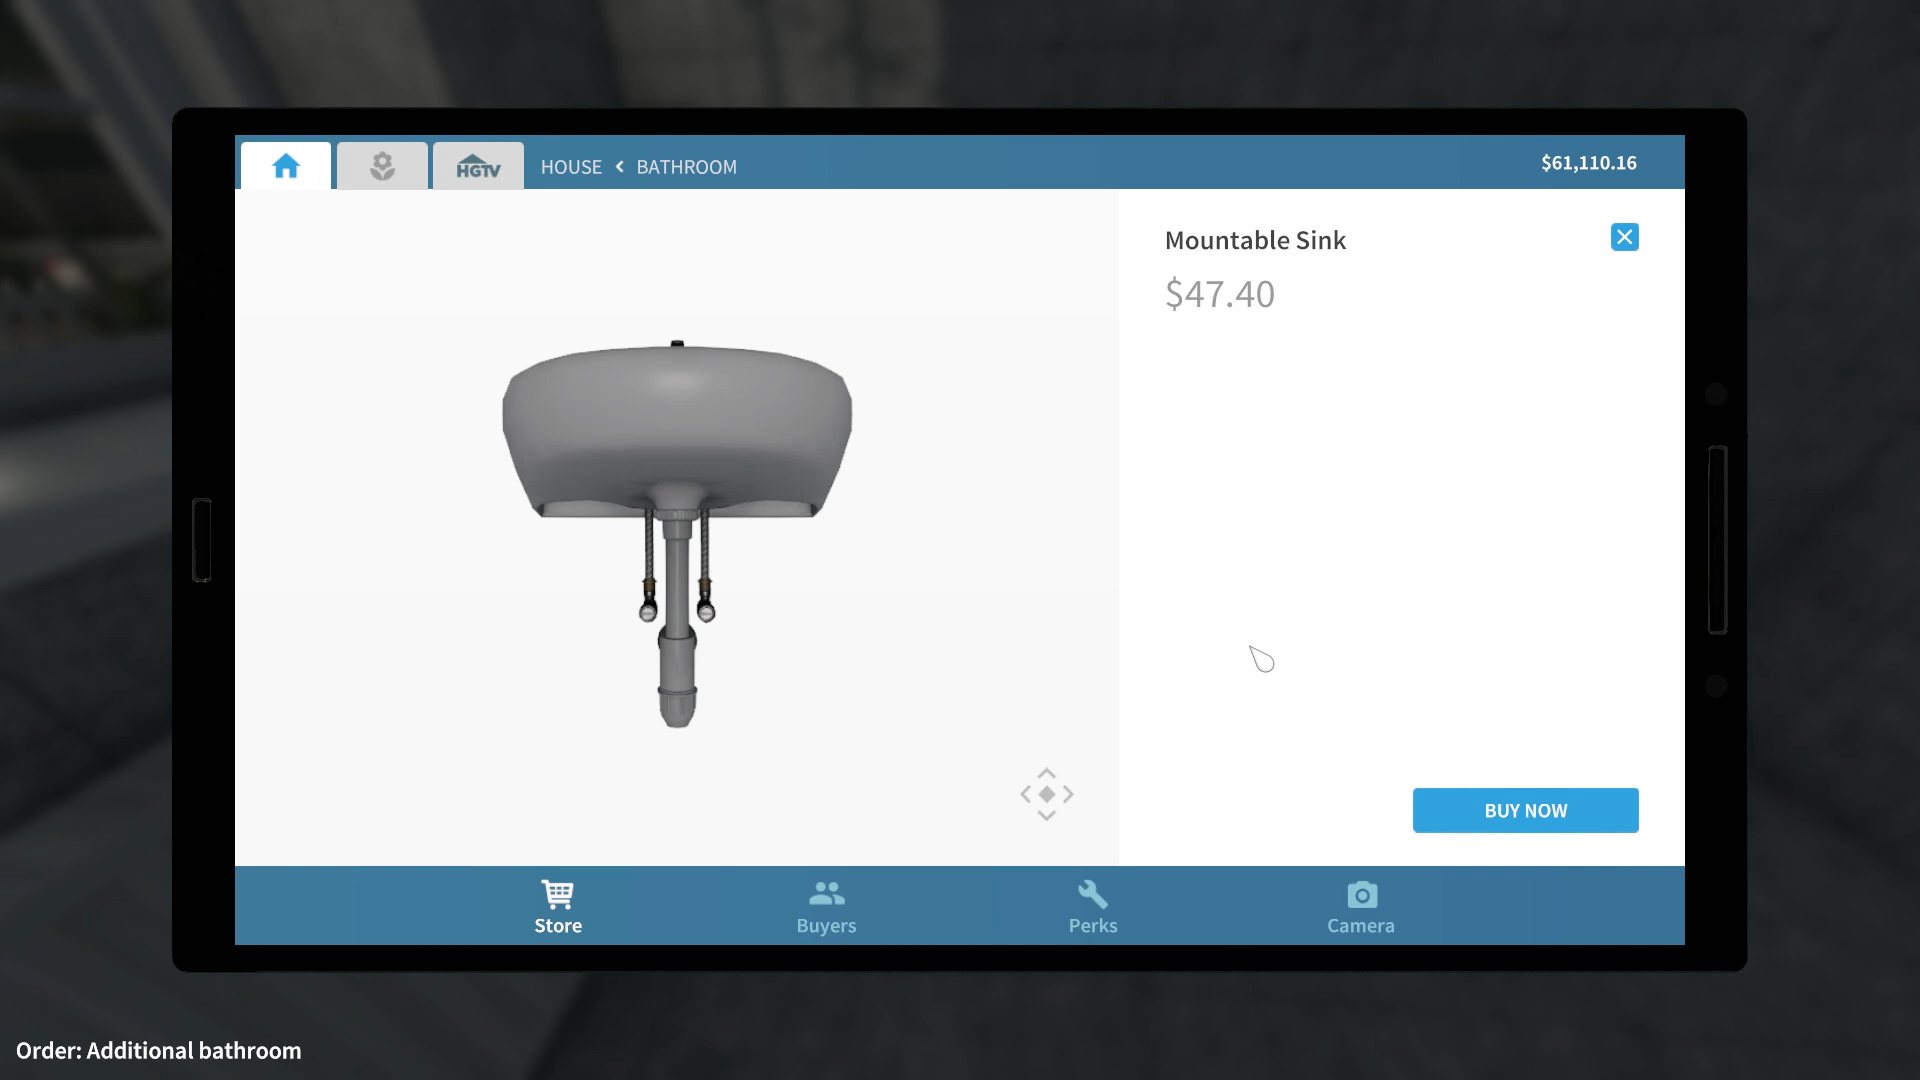 HGTV
HOUSE < BATHROOM
$61,110.16
Mountable Sink
$47.40
BUY NOW
Store
Buyers
Perks
Camera
Order: Additional bathroom